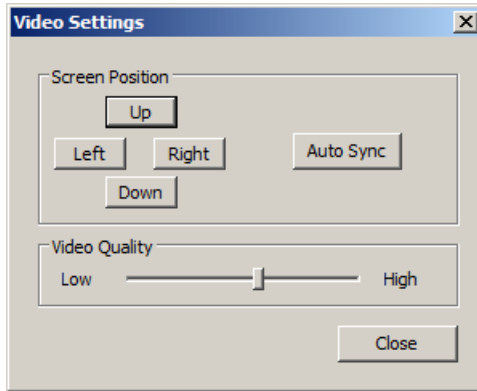 Video Settings
Screen Position
Up
Left Right Auto Sync
Down
Video Quality
Low High
Close